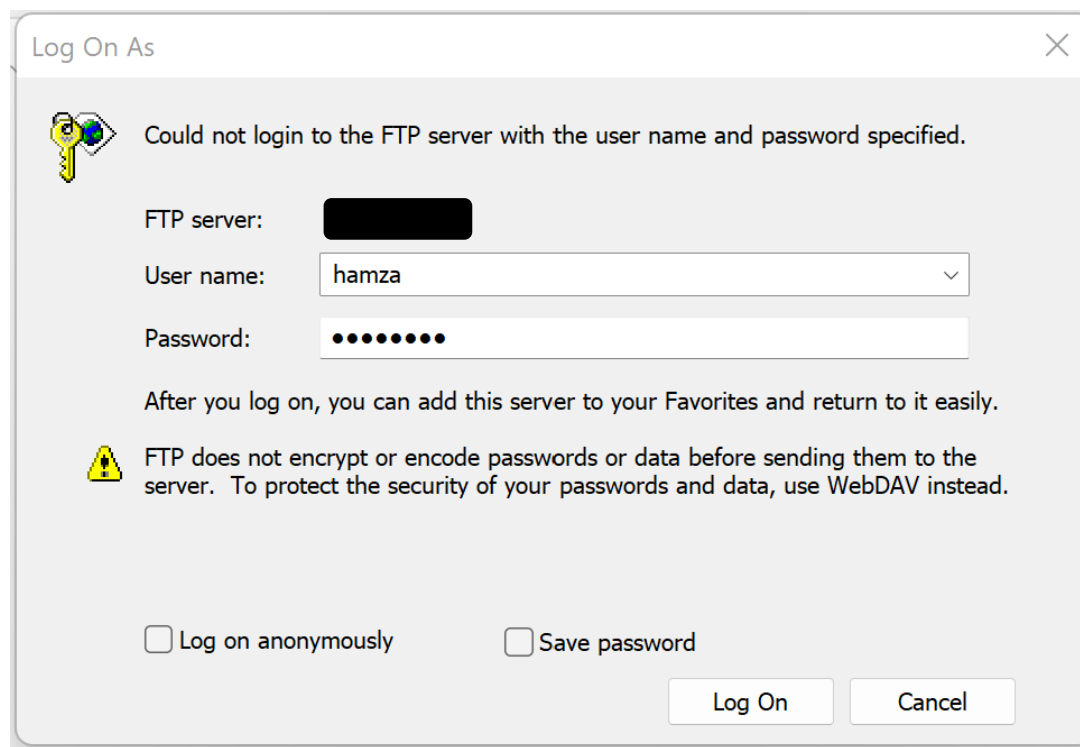 Log On As
Could not login to the FTP server with the user name and password specified.
FTP server:
User name: hamza
Password: ••••••••
After you log on, you can add this server to your Favorites and return to it easily.
FTP does not encrypt or encode passwords or data before sending them to the
server.  To protect the security of your passwords and data, use WebDAV instead.
Log on anonymously Save password
Log On Cancel